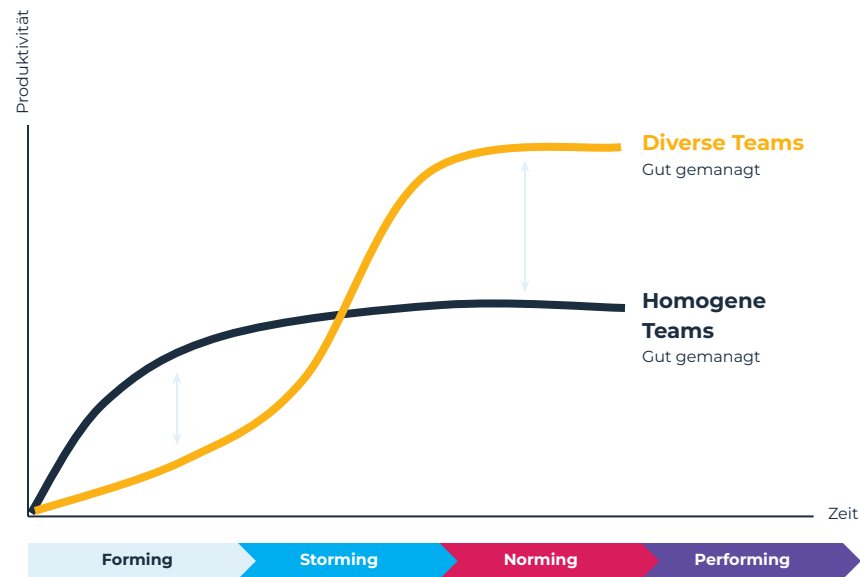 Produktivität
Diverse Teams
Gut gemanagt
Homogene
Teams
Gut gemanagt
Zeit
Forming
Storming
Norming
Performing